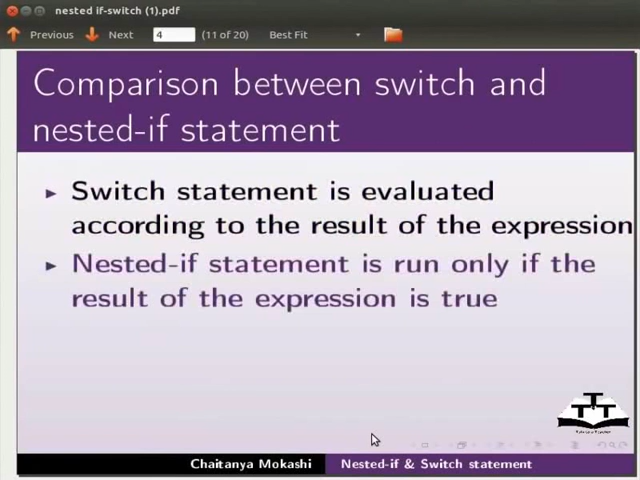 nested if-switch (1).pdf
Previous Next 4 (11 of 20) Best Fit
Comparison between switch and
nested-if statement
Switch statement is evaluated
according to the result of the expression
Nested-if statement is run only if the
result of the expression is true
TTT
Chaitanya Mokashi Nested-if & Switch statement